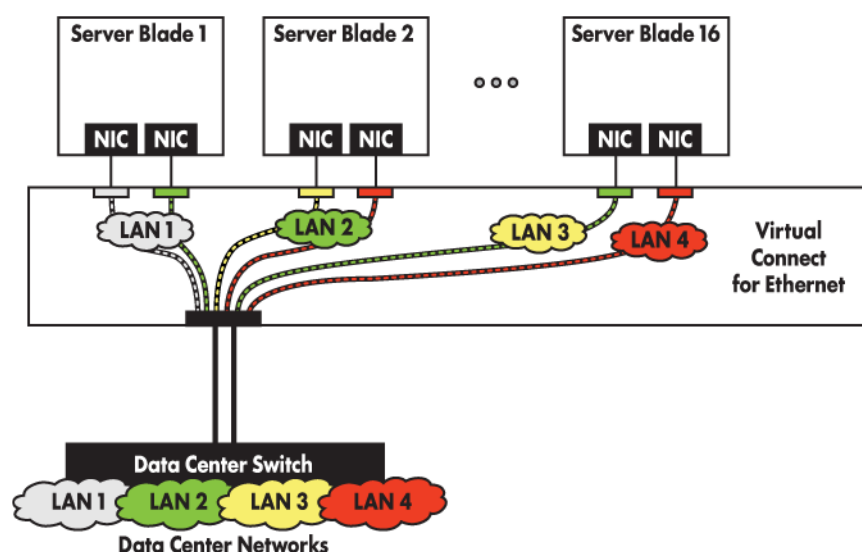 Server Blade 1
Server Blade 2
Server Blade 16
NIC NIC
NIC NIC
NIC NIC
LAN 1
LAN 2
LAN 3
LAN 4
Virtual
Connect
for Ethernet
Data Center Switch
LAN 1
LAN 2
LAN 3
LAN 4
Data Center Networks